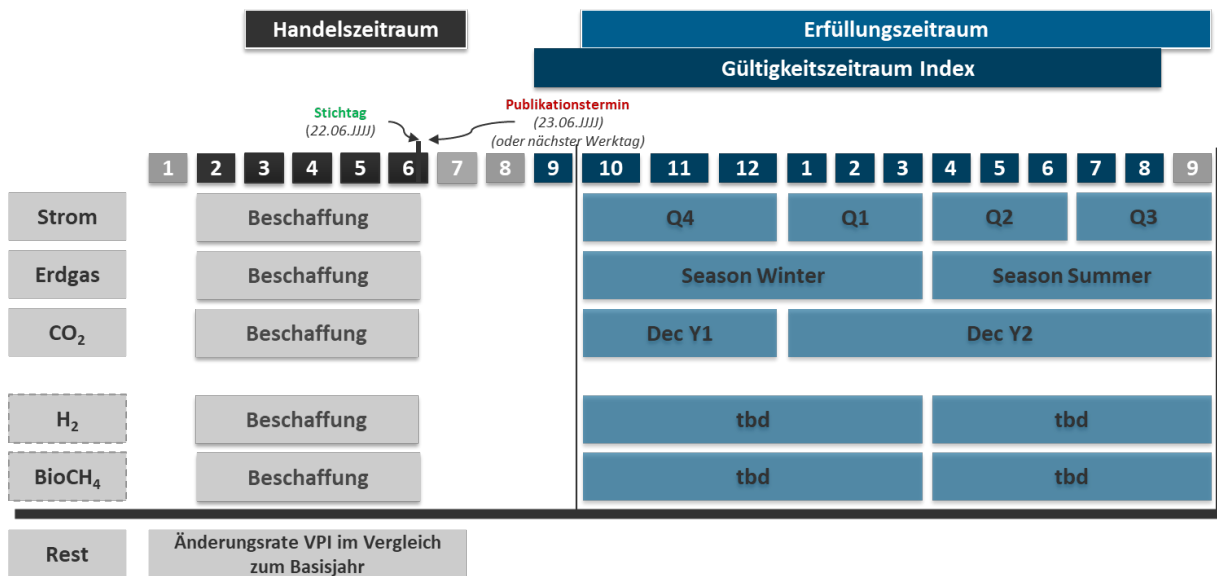 Handelszeitraum
Erfüllungszeitraum
Gültigkeitszeitraum Index
Stichtag
(22.06.JJJJ)
Publikationstermin
(23.06.JJJJ)
(oder nächster Werktag)
1 2 3 4 5 6 7 8 9 10 11 12 1 2 3 4 5 6 7 8 9
Strom Beschaffung Q4 Q1 Q2 Q3
Erdgas Beschaffung Season Winter Season Summer
CO₂ Beschaffung Dec Y1 Dec Y2
H₂ Beschaffung tbd tbd
BioCH₄ Beschaffung tbd tbd
Rest
Änderungsrate VPI im Vergleich
zum Basisjahr